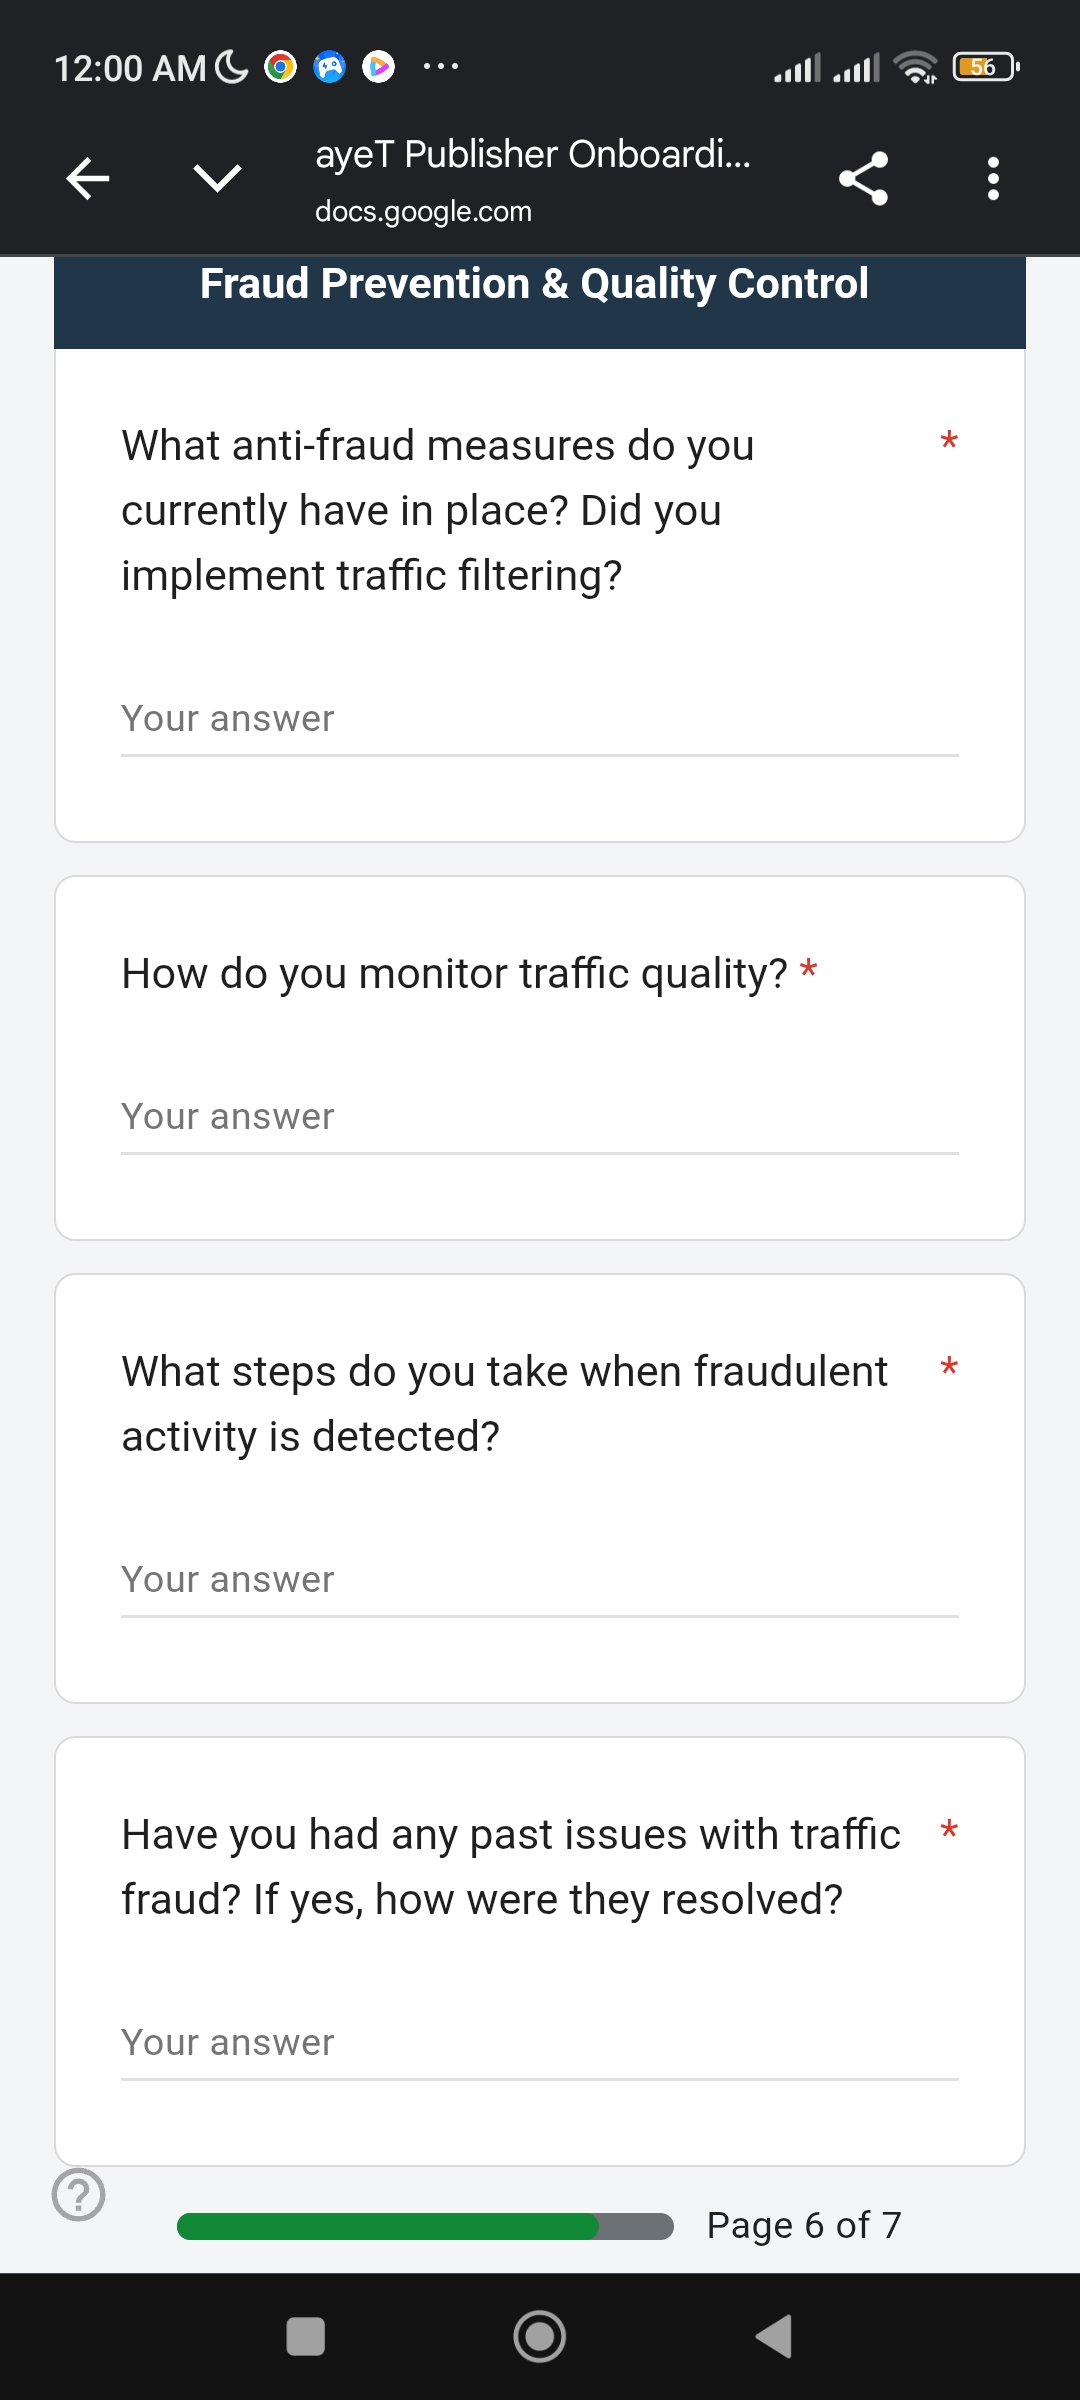 12:00 AM
56
ayeT Publisher Onboardi...
docs.google.com
Fraud Prevention & Quality Control
What anti-fraud measures do you *
currently have in place? Did you
implement traffic filtering?
Your answer
How do you monitor traffic quality? *
Your answer
What steps do you take when fraudulent *
activity is detected?
Your answer
Have you had any past issues with traffic *
fraud? If yes, how were they resolved?
Your answer
Page 6 of 7